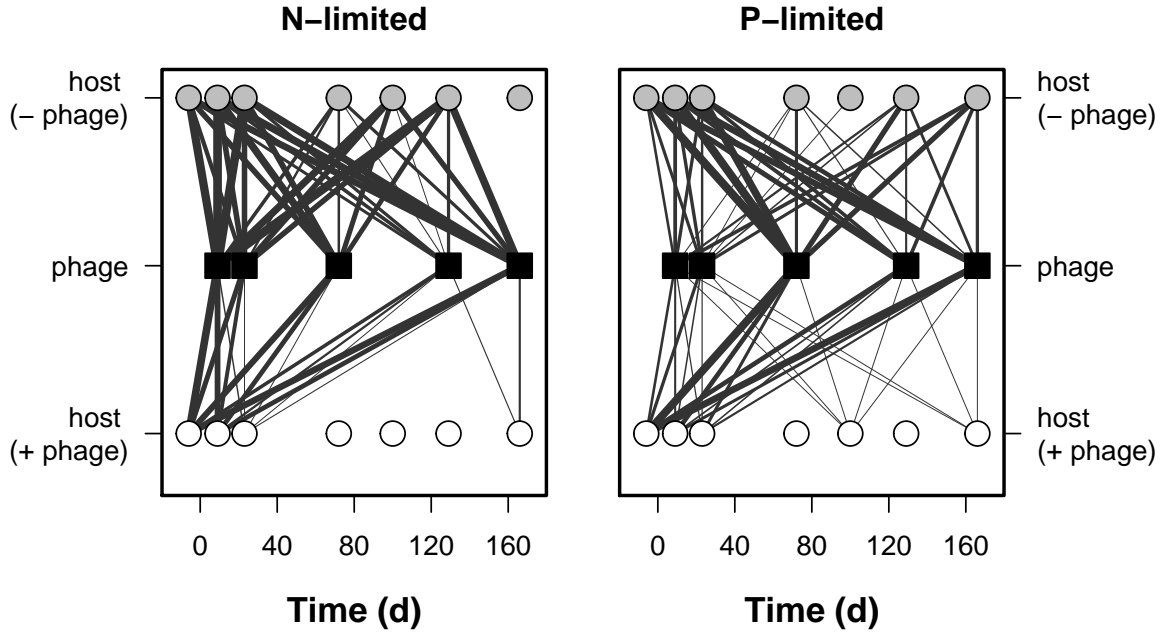 N−limited
P−limited
host
(− phage)
host
(− phage)
phage
phage
host
(+ phage)
host
(+ phage)
0 40 80 120 160
0 40 80 120 160
Time (d)
Time (d)